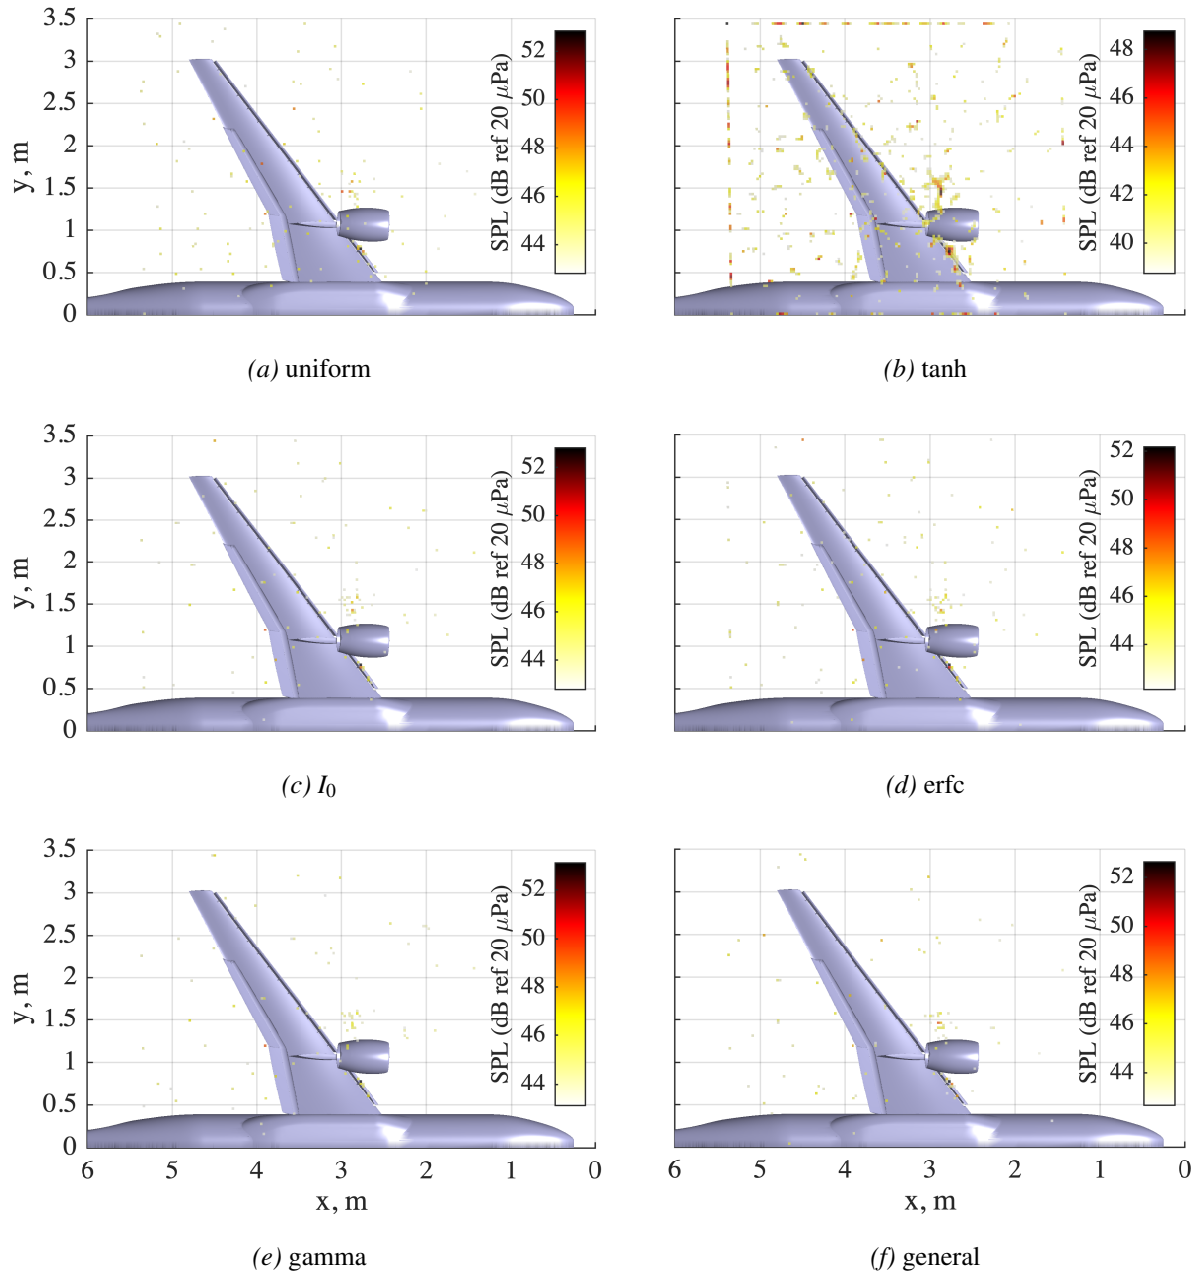 3.5
3
2.5
2
1.5
1
0.5
0
y, m
52
50
48
46
44
SPL (dB ref 20 μPa)
(a) uniform
48
46
44
42
40
SPL (dB ref 20 μPa)
(b) tanh
3.5
3
2.5
2
1.5
1
0.5
0
y, m
52
50
48
46
44
SPL (dB ref 20 μPa)
(c) I0
52
50
48
46
44
SPL (dB ref 20 μPa)
(d) erfc
3.5
3
2.5
2
1.5
1
0.5
0
y, m
52
50
48
46
44
SPL (dB ref 20 μPa)
6 5 4 3 2 1 0
x, m
(e) gamma
52
50
48
46
44
SPL (dB ref 20 μPa)
6 5 4 3 2 1 0
x, m
(f) general